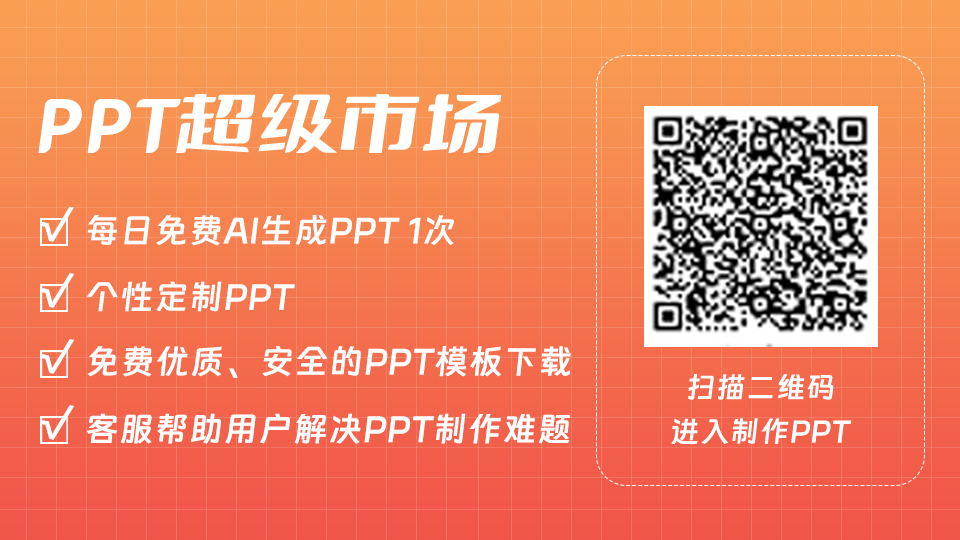 PPT超级市场
每日免费AI生成PPT 1次
个性定制PPT
免费优质、安全的PPT模板下载
客服帮助用户解决PPT制作难题
扫描二维码
进入制作PPT